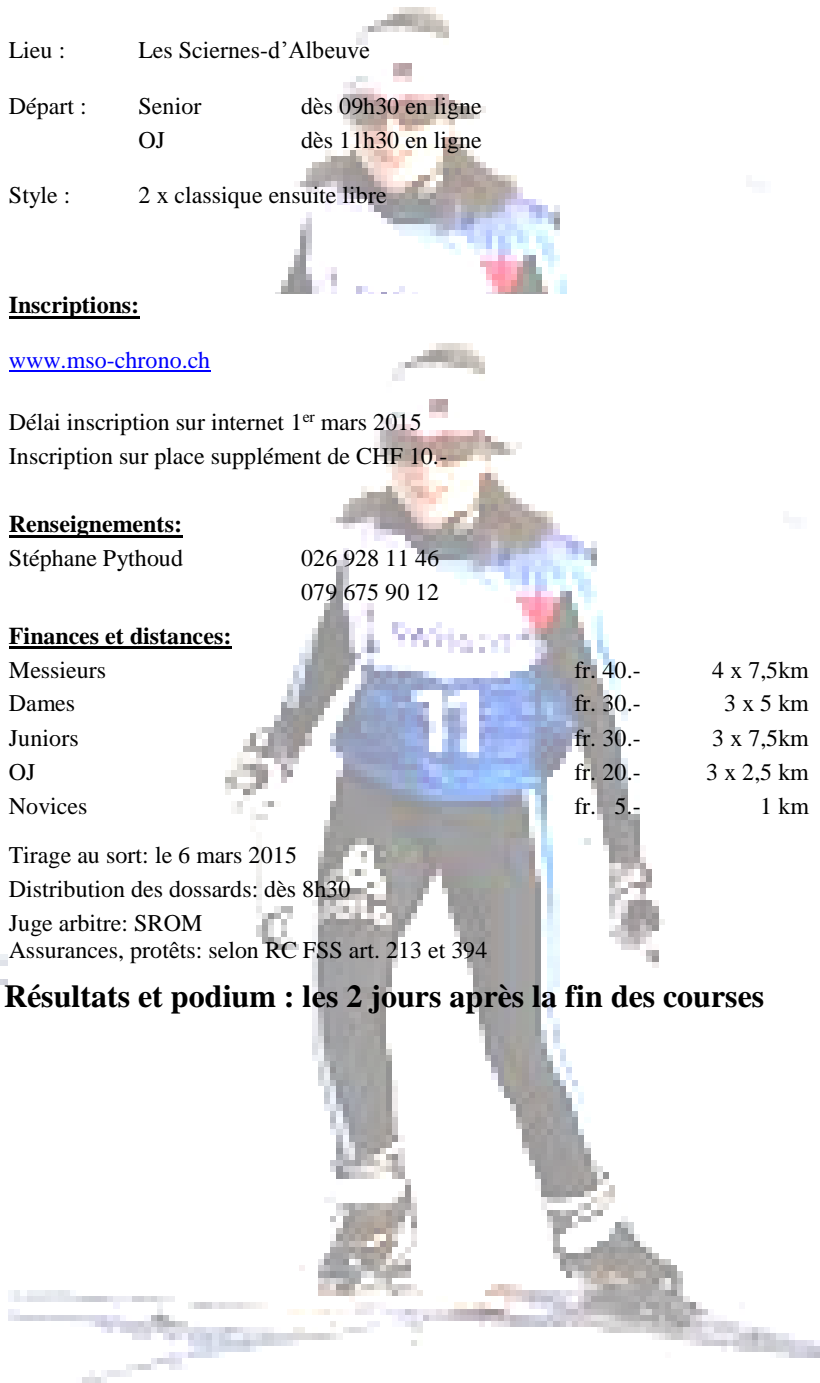 Lieu : Les Sciernes-d’Albeuve
Départ : Senior dès 09h30 en ligne
OJ dès 11h30 en ligne
Style : 2 x classique ensuite libre
Inscriptions:
www.mso-chrono.ch
Délai inscription sur internet 1er mars 2015
Inscription sur place supplément de CHF 10.-
Renseignements:
Stéphane Pythoud 026 928 11 46
079 675 90 12
Finances et distances:
Messieurs fr. 40.- 4 x 7,5km
Dames fr. 30.- 3 x 5 km
Juniors fr. 30.- 3 x 7,5km
OJ fr. 20.- 3 x 2,5 km
Novices fr. 5.- 1 km
11
Tirage au sort: le 6 mars 2015
Distribution des dossards: dès 8h30
Juge arbitre: SROM
Assurances, protêts: selon RC FSS art. 213 et 394
Résultats et podium : les 2 jours après la fin des courses